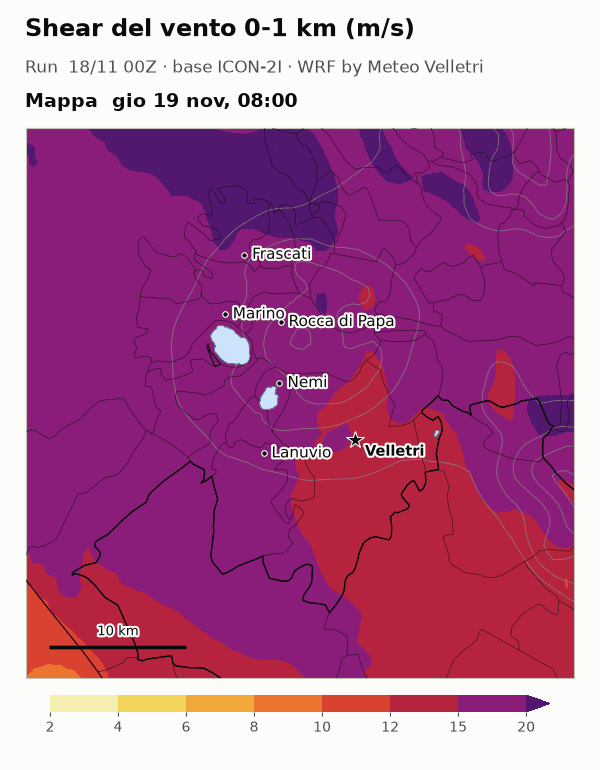 Shear del vento 0-1 km (m/s)
Run  18/11 00Z · base ICON-2I · WRF by Meteo Velletri
Mappa  gio 19 nov, 08:00
Frascati
Marino
Rocca di Papa
Nemi
Velletri
Lanuvio
10 km
2 4 6 8 10 12 15 20